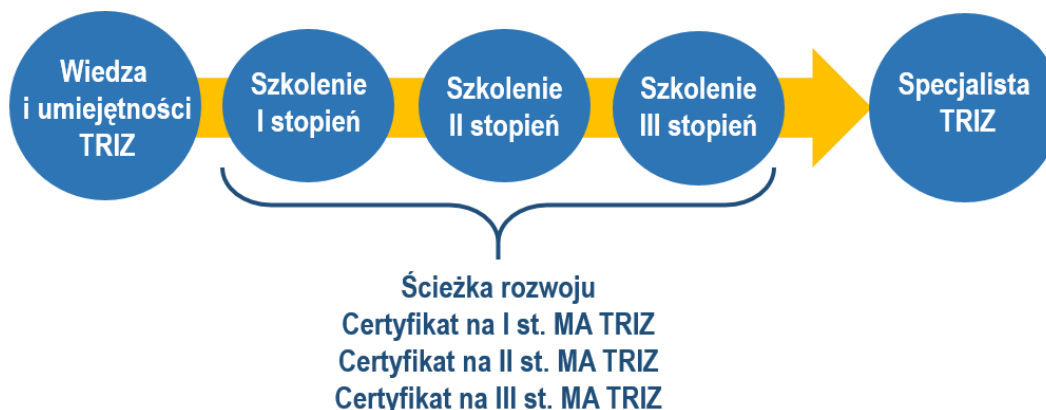 Wiedza
i umiejętności
TRIZ
Szkolenie
I stopień
Szkolenie
II stopień
Szkolenie
III stopień
Specjalista
TRIZ
Ścieżka rozwoju
Certyfikat na I st. MA TRIZ
Certyfikat na II st. MA TRIZ
Certyfikat na III st. MA TRIZ